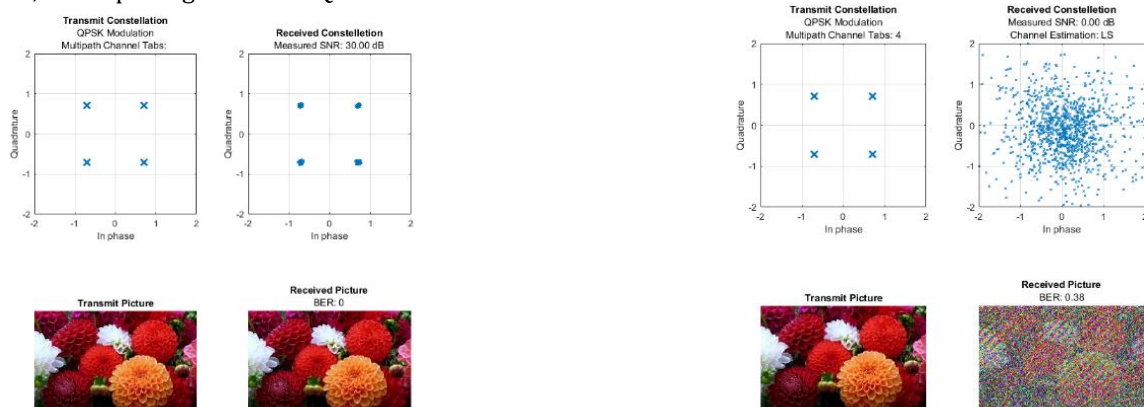 Transmit Constellation
QPSK Modulation
Multipath Channel Tabs:
Quadrature
2
1
0
-1
-2
-2 -1 0 1 2
In phase
Received Constelletion
Measured SNR: 30.00 dB
Quadrature
2
1
0
-1
-2
-2 -1 0 1 2
In phase
Transmit Picture
Received Picture
BER: 0
Transmit Constellation
QPSK Modulation
Multipath Channel Tabs: 4
Quadrature
2
1
0
-1
-2
-2 -1 0 1 2
In phase
Received Constelletion
Measured SNR: 0.00 dB
Channel Estimation: LS
Quadrature
2
1
0
-1
-2
-2 -1 0 1 2
In phase
Transmit Picture
Received Picture
BER: 0.38